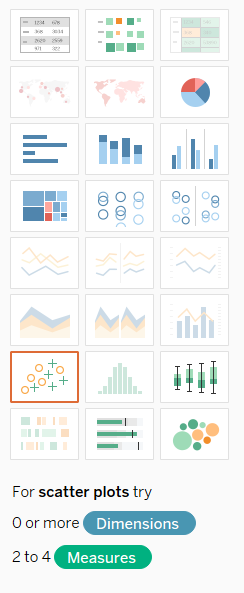 For scatter plots try
0 or more Dimensions
2 to 4 Measures